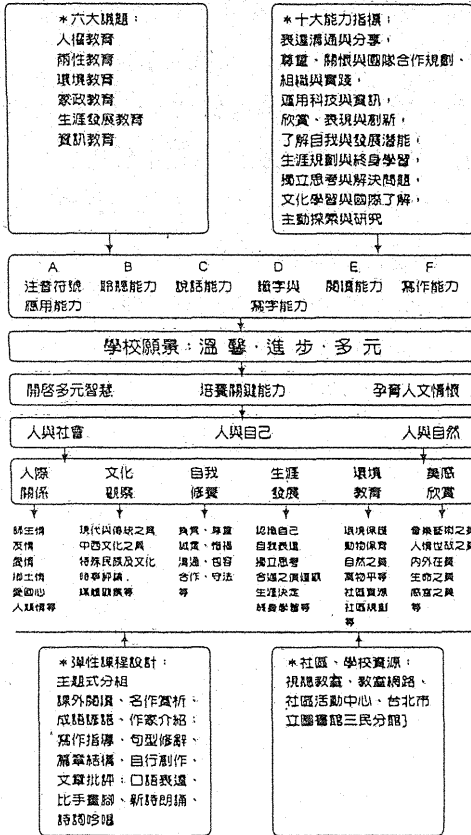 ＊六大議題：
人權教育
兩性教育
環境教育
家政教育
生涯發展教育
資訊教育
＊十大能力指標：
表達溝通與分享，
尊重、關懷與團隊合作規劃、
組織與實踐，
運用科技與資訊，
欣賞、表現與創新，
了解自我與發展潛能，
生涯規劃與終身學習，
獨立思考與解決問題，
文化學習與國際了解，
主動探索與研究
A B C D E F
注音符號 聆聽能力 說話能力 識字與 閱讀能力 寫作能力
應用能力 寫字能力
學校願景：溫馨．進步．多元
開啓多元智慧 培養關鍵能力 孕育人文情懷
人與社會 人與自己 人與自然
人際 文化 自我 生涯 環境 美感
關係 觀察 修養 發展 教育 欣賞
師生情 現代與傳統之異 負責、尊重 認識自己 環境保護 音樂藝術之美
友情 中西文化之異 誠實、惜福 自我表達 動物保育 人情世故之美
愛情 特殊民族及文化 溝通、包容 獨立思考 自然之美 內外在美
鄉土情 時事評論、 合作、守法 合適之價值觀 萬物平等 生命之美
愛國心 媒體觀察等 等 生涯決定 社區資源 感官之美
人類情等 終身學習等 社區規劃 等
等
＊彈性課程設計：
主題式分組
課外閱讀、名作賞析、
成語諺語、作家介紹；
寫作指導、句型修辭、
篇章結構、自行創作、
文章批評；口語表達、
比手畫腳、新詩朗誦、
詩詞吟唱
＊社區、學校資源：
視聽教室、教室網路、
社區活動中心、台北市
立圖書館三民分館}